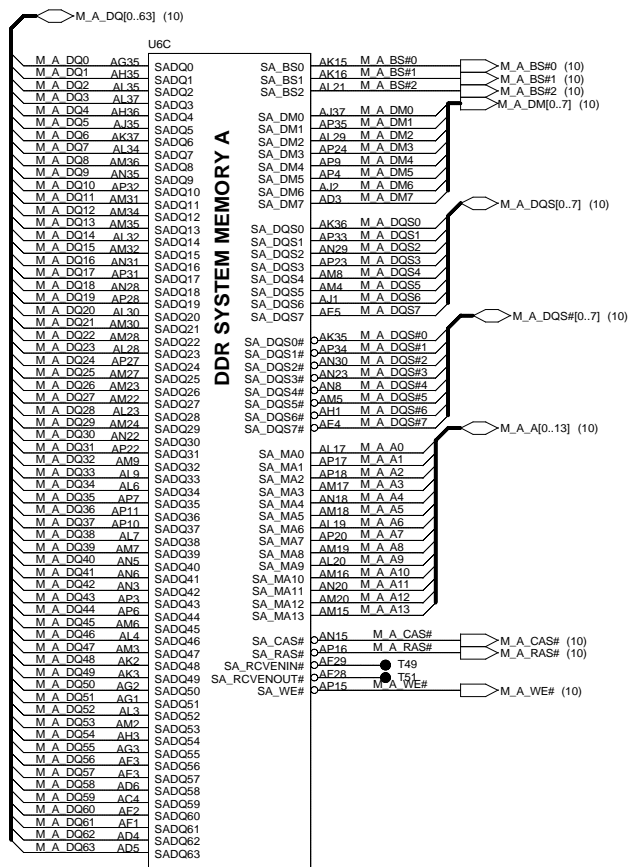 M_A_DQ[0..63] (10)
U6C
DDR SYSTEM MEMORY A
M_A_DQ0 AG35 SADQ0
M_A_DQ1 AH35 SADQ1
M_A_DQ2 AL35 SADQ2
M_A_DQ3 AL37 SADQ3
M_A_DQ4 AH36 SADQ4
M_A_DQ5 AJ35 SADQ5
M_A_DQ6 AK37 SADQ6
M_A_DQ7 AL34 SADQ7
M_A_DQ8 AM36 SADQ8
M_A_DQ9 AN35 SADQ9
M_A_DQ10 AP32 SADQ10
M_A_DQ11 AM31 SADQ11
M_A_DQ12 AM34 SADQ12
M_A_DQ13 AM35 SADQ13
M_A_DQ14 AL32 SADQ14
M_A_DQ15 AM32 SADQ15
M_A_DQ16 AN31 SADQ16
M_A_DQ17 AP31 SADQ17
M_A_DQ18 AN28 SADQ18
M_A_DQ19 AP28 SADQ19
M_A_DQ20 AL30 SADQ20
M_A_DQ21 AM30 SADQ21
M_A_DQ22 AM28 SADQ22
M_A_DQ23 AL28 SADQ23
M_A_DQ24 AP27 SADQ24
M_A_DQ25 AM27 SADQ25
M_A_DQ26 AM23 SADQ26
M_A_DQ27 AM22 SADQ27
M_A_DQ28 AL23 SADQ28
M_A_DQ29 AM24 SADQ29
M_A_DQ30 AN22 SADQ30
M_A_DQ31 AP22 SADQ31
M_A_DQ32 AM9 SADQ32
M_A_DQ33 AL9 SADQ33
M_A_DQ34 AL6 SADQ34
M_A_DQ35 AP7 SADQ35
M_A_DQ36 AP11 SADQ36
M_A_DQ37 AP10 SADQ37
M_A_DQ38 AL7 SADQ38
M_A_DQ39 AM7 SADQ39
M_A_DQ40 AN5 SADQ40
M_A_DQ41 AN6 SADQ41
M_A_DQ42 AN3 SADQ42
M_A_DQ43 AP3 SADQ43
M_A_DQ44 AP6 SADQ44
M_A_DQ45 AM6 SADQ45
M_A_DQ46 AL4 SADQ46
M_A_DQ47 AM3 SADQ47
M_A_DQ48 AK2 SADQ48
M_A_DQ49 AK3 SADQ49
M_A_DQ50 AG2 SADQ50
M_A_DQ51 AG1 SADQ51
M_A_DQ52 AL3 SADQ52
M_A_DQ53 AM2 SADQ53
M_A_DQ54 AH3 SADQ54
M_A_DQ55 AG3 SADQ55
M_A_DQ56 AF3 SADQ56
M_A_DQ57 AE3 SADQ57
M_A_DQ58 AD6 SADQ58
M_A_DQ59 AC4 SADQ59
M_A_DQ60 AF2 SADQ60
M_A_DQ61 AF1 SADQ61
M_A_DQ62 AD4 SADQ62
M_A_DQ63 AD5 SADQ63
SA_BS0 AK15 M_A_BS#0 M_A_BS#0 (10)
SA_BS1 AK16 M_A_BS#1 M_A_BS#1 (10)
SA_BS2 AL21 M_A_BS#2 M_A_BS#2 (10)
M_A_DM[0..7] (10)
SA_DM0 AJ37 M_A_DM0
SA_DM1 AP35 M_A_DM1
SA_DM2 AL29 M_A_DM2
SA_DM3 AP24 M_A_DM3
SA_DM4 AP9 M_A_DM4
SA_DM5 AP4 M_A_DM5
SA_DM6 AJ2 M_A_DM6
SA_DM7 AD3 M_A_DM7
M_A_DQS[0..7] (10)
SA_DQS0 AK36 M_A_DQS0
SA_DQS1 AP33 M_A_DQS1
SA_DQS2 AN29 M_A_DQS2
SA_DQS3 AP23 M_A_DQS3
SA_DQS4 AM8 M_A_DQS4
SA_DQS5 AM4 M_A_DQS5
SA_DQS6 AJ1 M_A_DQS6
SA_DQS7 AE5 M_A_DQS7
M_A_DQS#[0..7] (10)
SA_DQS0# AK35 M_A_DQS#0
SA_DQS1# AP34 M_A_DQS#1
SA_DQS2# AN30 M_A_DQS#2
SA_DQS3# AN23 M_A_DQS#3
SA_DQS4# AN8 M_A_DQS#4
SA_DQS5# AM5 M_A_DQS#5
SA_DQS6# AH1 M_A_DQS#6
SA_DQS7# AE4 M_A_DQS#7
M_A_A[0..13] (10)
SA_MA0 AL17 M_A_A0
SA_MA1 AP17 M_A_A1
SA_MA2 AP18 M_A_A2
SA_MA3 AM17 M_A_A3
SA_MA4 AN18 M_A_A4
SA_MA5 AM18 M_A_A5
SA_MA6 AL19 M_A_A6
SA_MA7 AP20 M_A_A7
SA_MA8 AM19 M_A_A8
SA_MA9 AL20 M_A_A9
SA_MA10 AM16 M_A_A10
SA_MA11 AN20 M_A_A11
SA_MA12 AM20 M_A_A12
SA_MA13 AM15 M_A_A13
SA_CAS# AN15 M_A_CAS# M_A_CAS# (10)
SA_RAS# AP16 M_A_RAS# M_A_RAS# (10)
SA_RCVENIN# AF29 T49
SA_RCVENOUT# AF28 T51
SA_WE# AP15 M_A_WE# M_A_WE# (10)